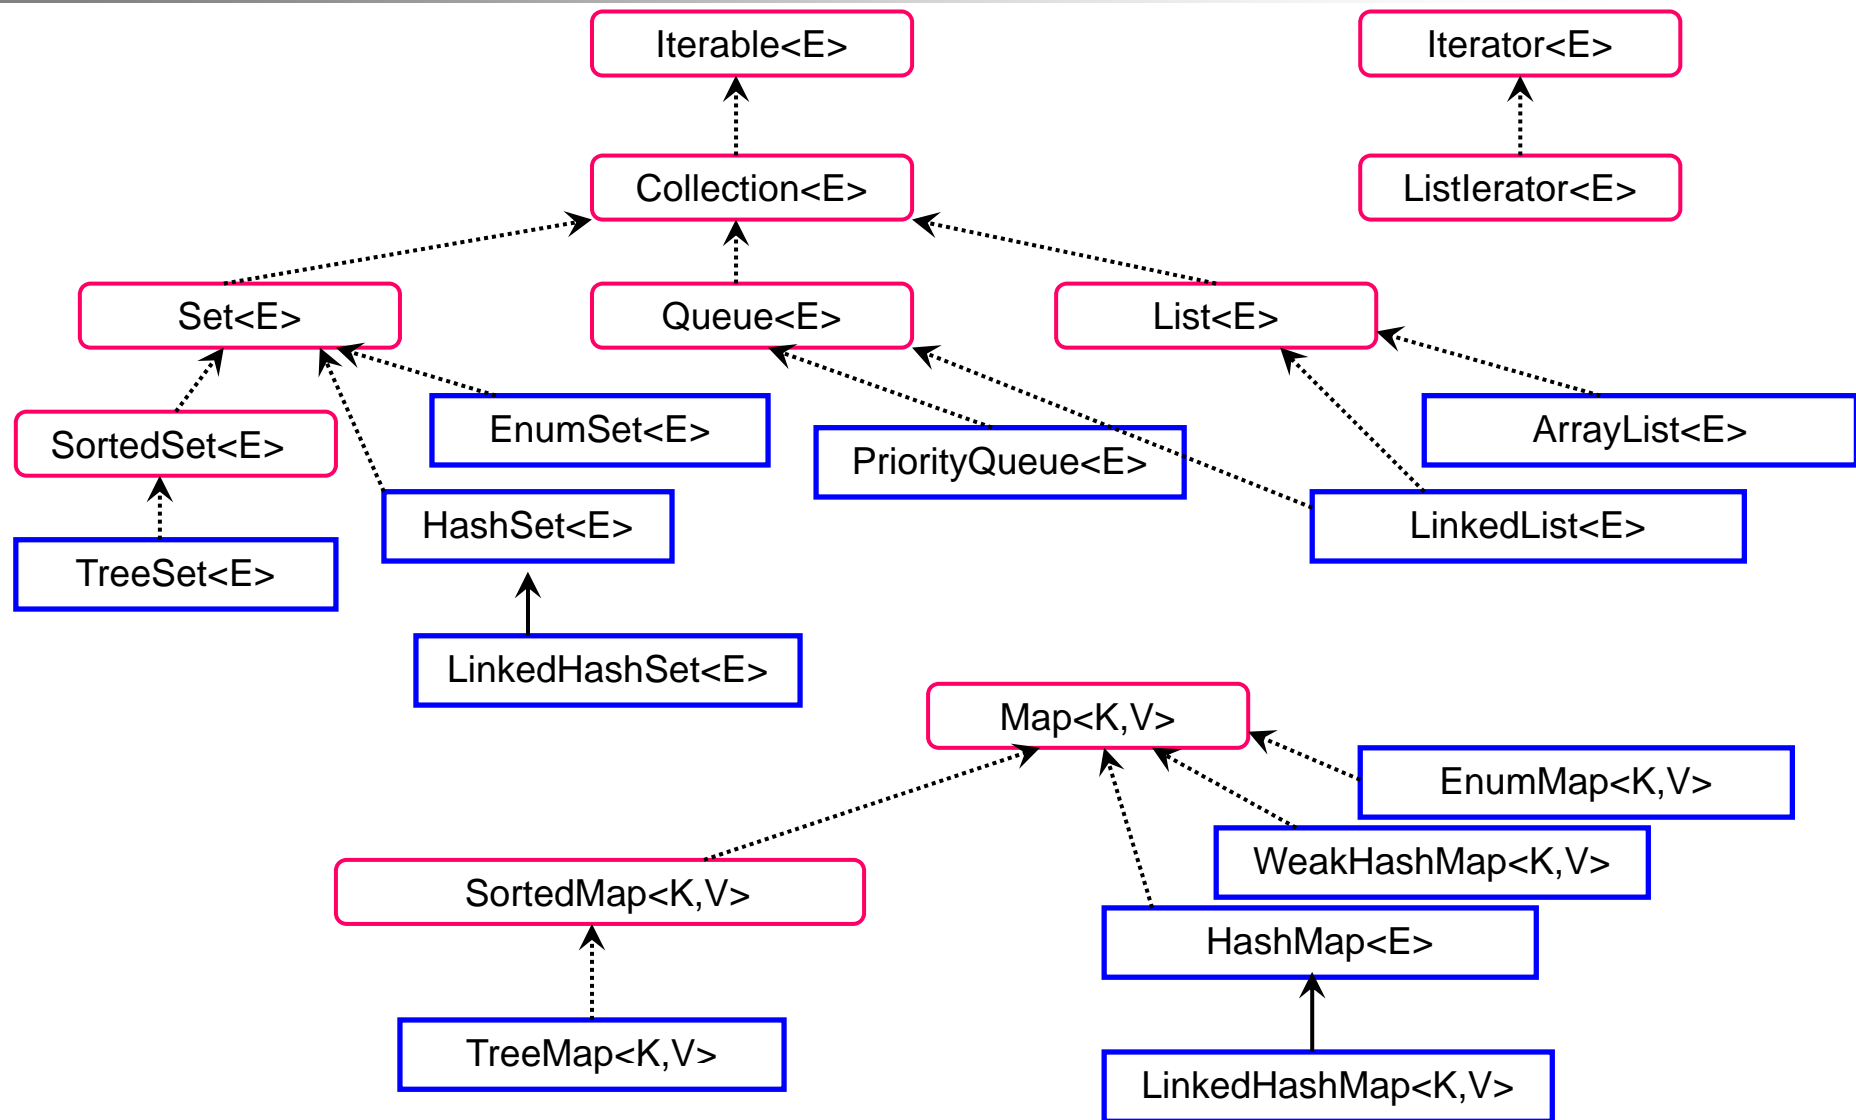 Iterable<E>
Iterator<E>
Collection<E>
ListIerator<E>
Set<E>
Queue<E>
List<E>
SortedSet<E>
EnumSet<E>
PriorityQueue<E>
ArrayList<E>
HashSet<E>
LinkedList<E>
TreeSet<E>
LinkedHashSet<E>
Map<K,V>
EnumMap<K,V>
WeakHashMap<K,V>
SortedMap<K,V>
HashMap<E>
TreeMap<K,V>
LinkedHashMap<K,V>